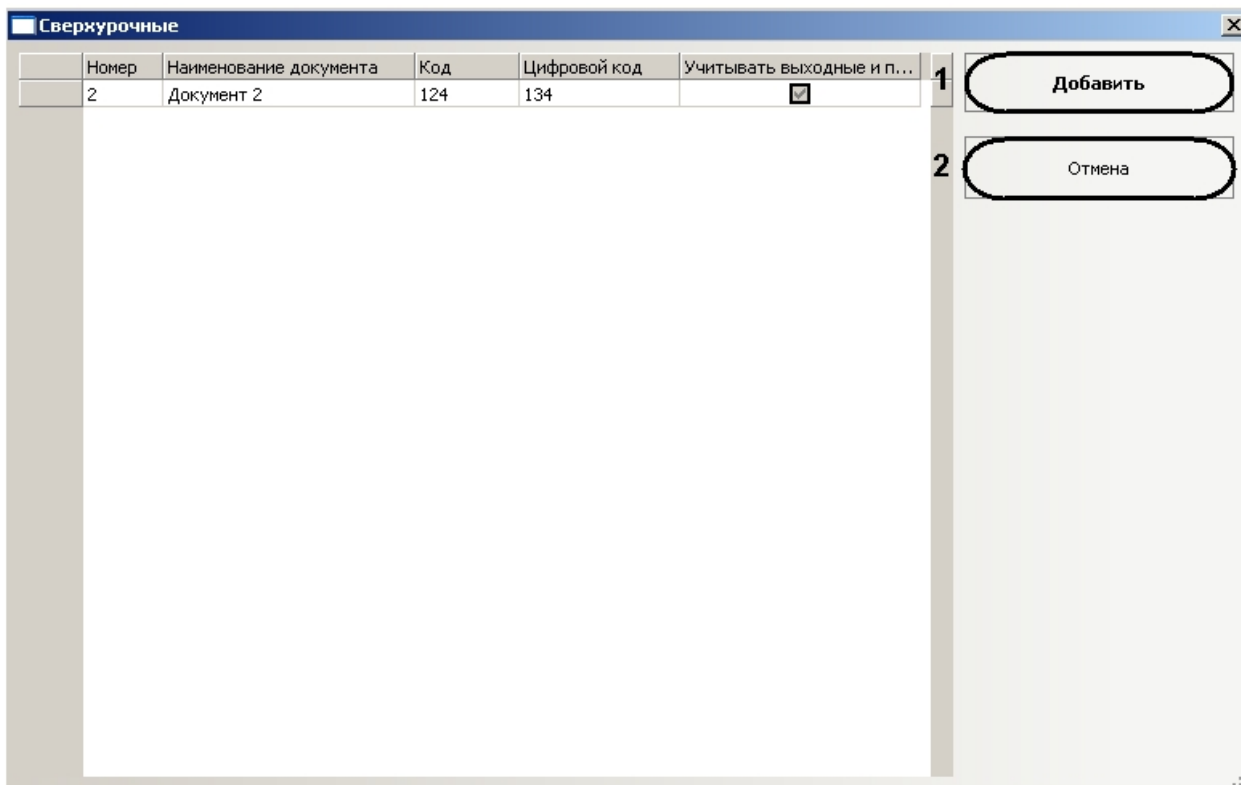 Сверхурочные
Номер Наименование документа Код Цифровой код Учитывать выходные и п...
2 Документ 2 124 134
1 Добавить
2 Отмена